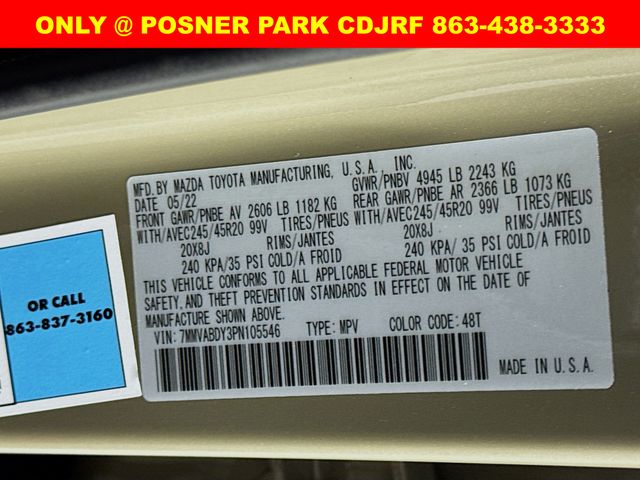 ONLY @ POSNER PARK CDJRF 863-438-3333
MFD. BY MAZDA TOYOTA MANUFACTURING, U.S.A. INC.
DATE 05/22 GVWR/PNBV 4945 LB 2243 KG
FRONT GAWR/PNBE AV 2606 LB 1182 KG REAR GAWR/PNBE AR 2366 LB 1073 KG
WITH/AVEC245/45R20 99V TIRES/PNEUS WITH/AVEC245/45R20 99V TIRES/PNEUS
20X8J RIMS/JANTES 20X8J RIMS/JANTES
240 KPA/ 35 PSI COLD/A FROID 240 KPA/ 35 PSI COLD/A FROID
THIS VEHICLE CONFORMS TO ALL APPLICABLE FEDERAL MOTOR VEHICLE
SAFETY, AND THEFT PREVENTION STANDARDS IN EFFECT ON THE DATE OF
MANUFACTURE SHOWN ABOVE.
VIN: 7MMVABDY3PN105546 TYPE: MPV COLOR CODE: 48T
MADE IN U.S.A.
OR CALL
863-837-3160